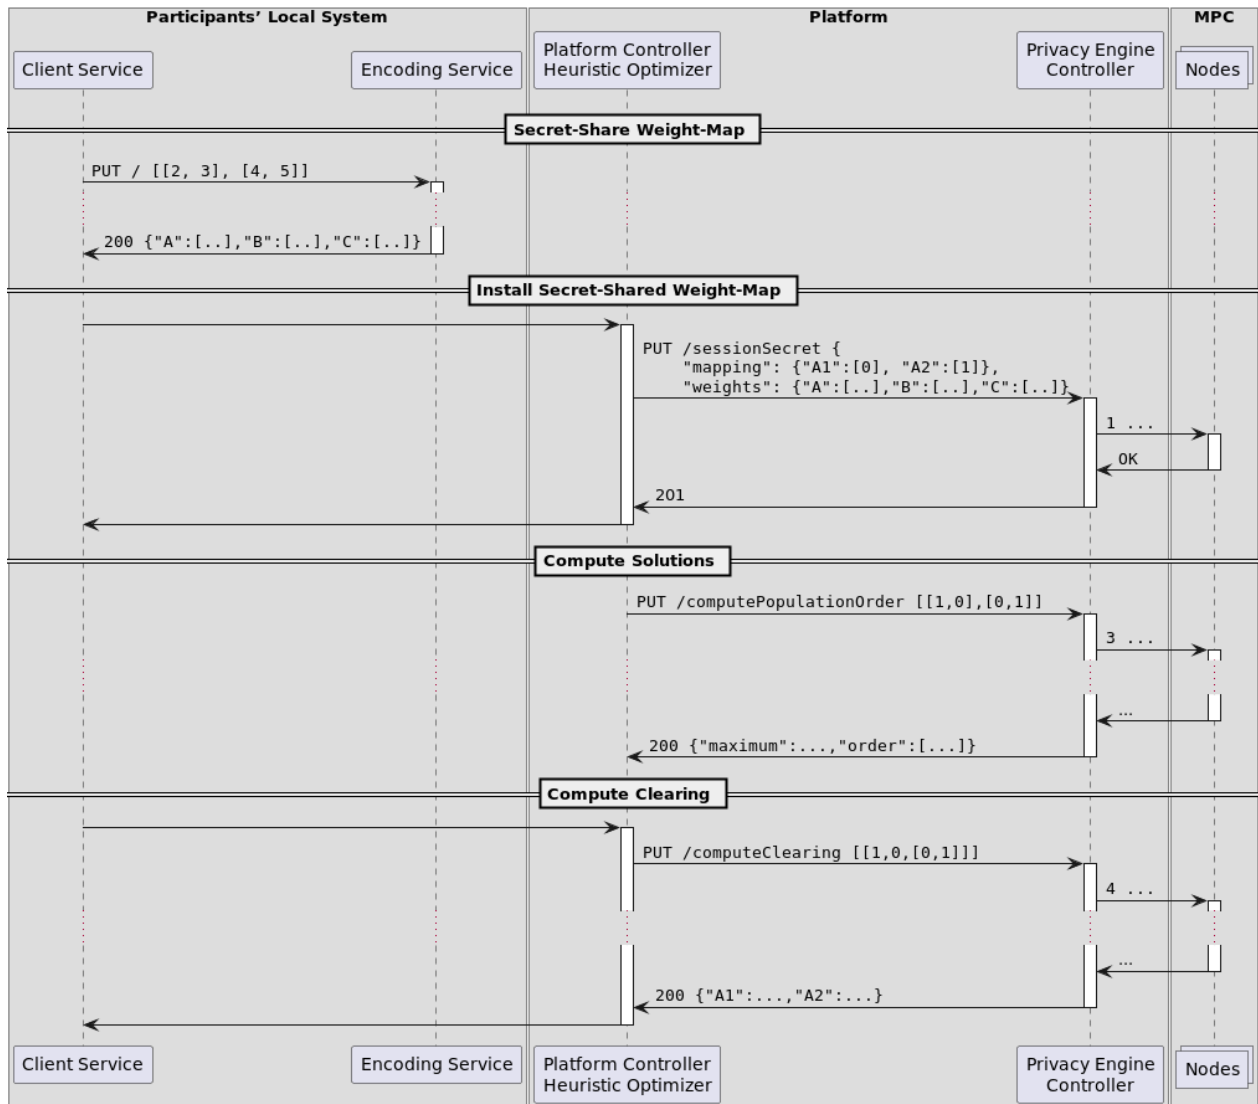 Participants’ Local System
Platform
MPC
Client Service
Encoding Service
Platform Controller
Heuristic Optimizer
Privacy Engine
Controller
Nodes
Secret-Share Weight-Map
PUT / [[2, 3], [4, 5]]
200 {"A":[..],"B":[..],"C":[..]}
Install Secret-Shared Weight-Map
PUT /sessionSecret {
"mapping": {"A1":[0], "A2":[1]},
"weights": {"A":[..],"B":[..],"C":[..]}
1 ...
OK
201
Compute Solutions
PUT /computePopulationOrder [[1,0],[0,1]]
3 ...
...
200 {"maximum":...,"order":[...]}
Compute Clearing
PUT /computeClearing [[1,0,[0,1]]]
4 ...
...
200 {"A1":...,"A2":...}
Client Service
Encoding Service
Platform Controller
Heuristic Optimizer
Privacy Engine
Controller
Nodes